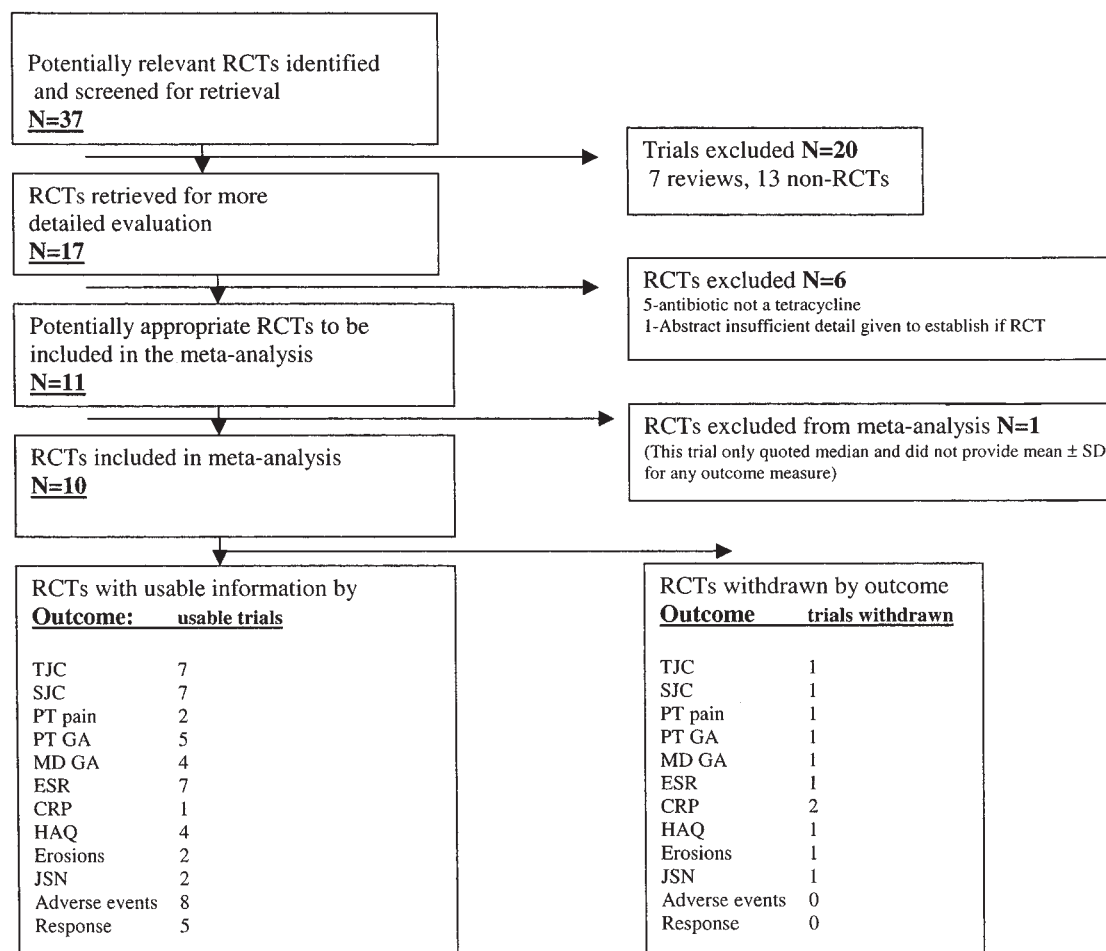 Potentially relevant RCTs identified
and screened for retrieval
N=37
Trials excluded N=20
7 reviews, 13 non-RCTs
RCTs retrieved for more
detailed evaluation
N=17
RCTs excluded N=6
5-antibiotic not a tetracycline
1-Abstract insufficient detail given to establish if RCT
Potentially appropriate RCTs to be
included in the meta-analysis
N=11
RCTs excluded from meta-analysis N=1
(This trial only quoted median and did not provide mean ± SD
for any outcome measure)
RCTs included in meta-analysis
N=10
RCTs with usable information by
Outcome: usable trials
TJC 7
SJC 7
PT pain 2
PT GA 5
MD GA 4
ESR 7
CRP 1
HAQ 4
Erosions 2
JSN 2
Adverse events 8
Response 5
RCTs withdrawn by outcome
Outcome trials withdrawn
TJC 1
SJC 1
PT pain 1
PT GA 1
MD GA 1
ESR 1
CRP 2
HAQ 1
Erosions 1
JSN 1
Adverse events 0
Response 0